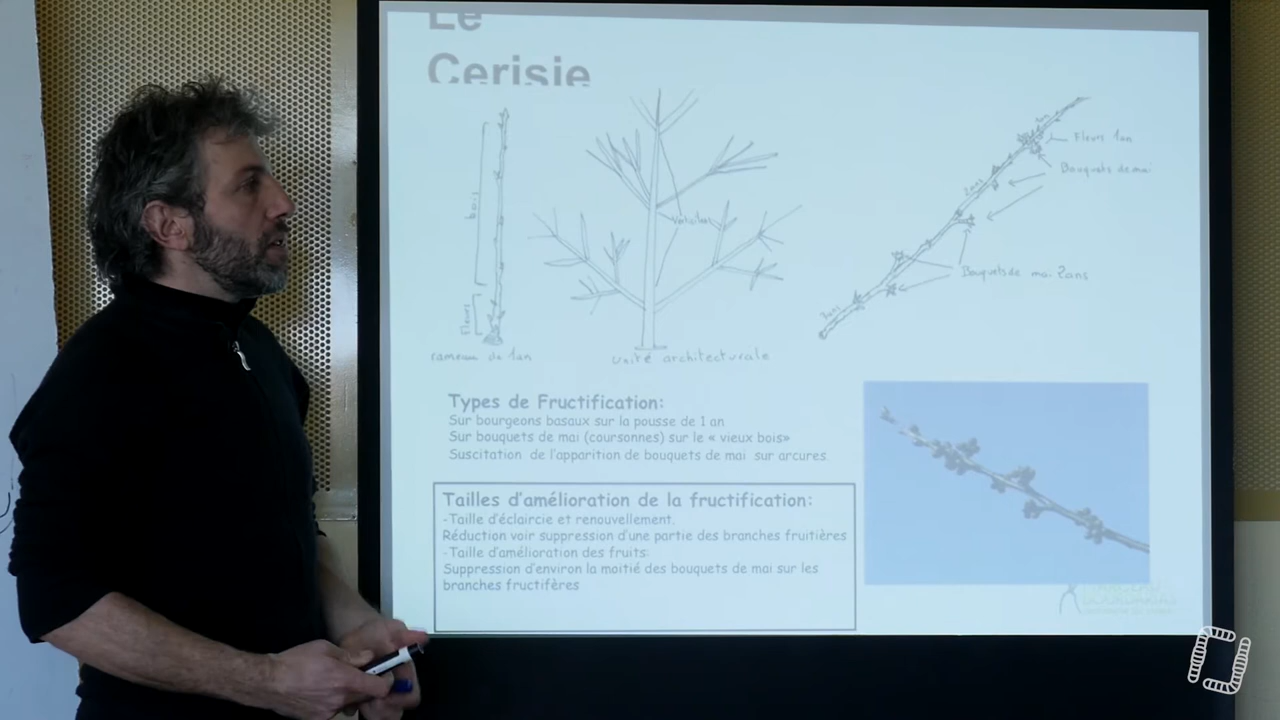 Le
Cerisie
bois
Fleurs
rameau de 1an
Verticilles
unité architecturale
1an
Fleurs 1an
Bouquets de mai
2ans
Bouquets de mai 2ans
3ans
Types de Fructification:
Sur bourgeons basaux sur la pousse de 1 an
Sur bouquets de mai (coursonnes) sur le « vieux bois»
Suscitation de l'apparition de bouquets de mai sur arcures
Tailles d'amélioration de la fructification:
-Taille d'éclaircie et renouvellement.
Réduction voir suppression d'une partie des branches fruitières
-Taille d'amélioration des fruits:
Suppression d'environ la moitié des bouquets de mai sur les
branches fructifères